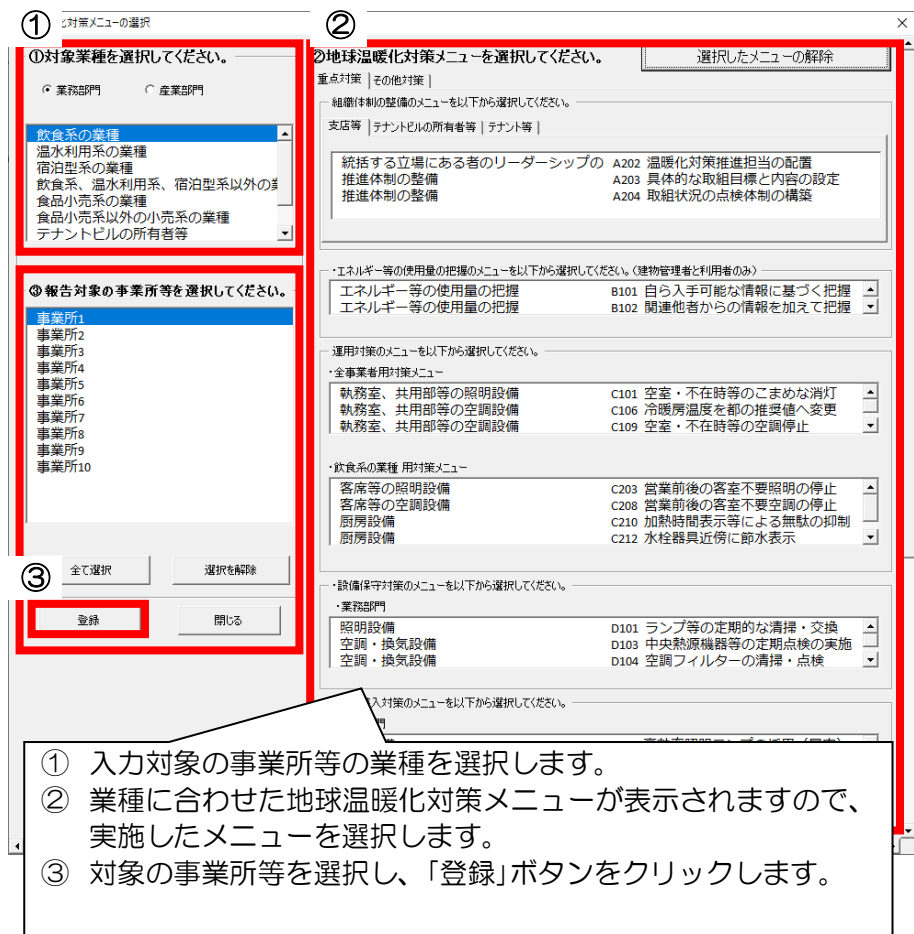 ①
②
化対策メニューの選択
×
①対象業種を選択してください。
業務部門
産業部門
飲食系の業種
温水利用系の業種
宿泊型系の業種
飲食系、温水利用系、宿泊型系以外の
食品小売系の業種
食品小売系以外の小売系の業種
テナントビルの所有者等
③報告対象の事業所等を選択してください。
事業所1
事業所2
事業所3
事業所4
事業所5
事業所6
事業所7
事業所8
事業所9
事業所10
③
全て選択
選択を解除
登録
閉じる
②地球温暖化対策メニューを選択してください。
選択したメニューの解除
重点対策 その他対策
組織体制の整備のメニューを以下から選択してください。
支店等 テナントビルの所有者等 テナント等
統括する立場にある者のリーダーシップの A202 温暖化対策推進担当の配置
推進体制の整備 A203 具体的な取組目標と内容の設定
推進体制の整備 A204 取組状況の点検体制の構築
・エネルギー等の使用量の把握のメニューを以下から選択してください。(建物管理者と利用者のみ)
エネルギー等の使用量の把握 B101 自ら入手可能な情報に基づく把握
エネルギー等の使用量の把握 B102 関連他者からの情報を加えて把握
運用対策のメニューを以下から選択してください。
・全事業者用対策メニュー
執務室、共用部等の照明設備 C101 空室・不在時等のこまめな消灯
執務室、共用部等の空調設備 C106 冷暖房温度を都の推奨値へ変更
執務室、共用部等の空調設備 C109 空室・不在時等の空調停止
・飲食系の業種 用対策メニュー
客席等の照明設備 C203 営業前後の客室不要照明の停止
客席等の空調設備 C208 営業前後の客室不要空調の停止
厨房設備 C210 加熱時間表示等による無駄の抑制
厨房設備 C212 水栓器具近傍に節水表示
・設備保守対策のメニューを以下から選択してください。
・業務部門
照明設備 D101 ランプ等の定期的な清掃・交換
空調・換気設備 D103 中央熱源機器等の定期点検の実施
空調・換気設備 D104 空調フィルターの清掃・点検
入対策のメニューを以下から選択してください。
① 入力対象の事業所等の業種を選択します。
② 業種に合わせた地球温暖化対策メニューが表示されますので、
実施したメニューを選択します。
③ 対象の事業所等を選択し、「登録」ボタンをクリックします。